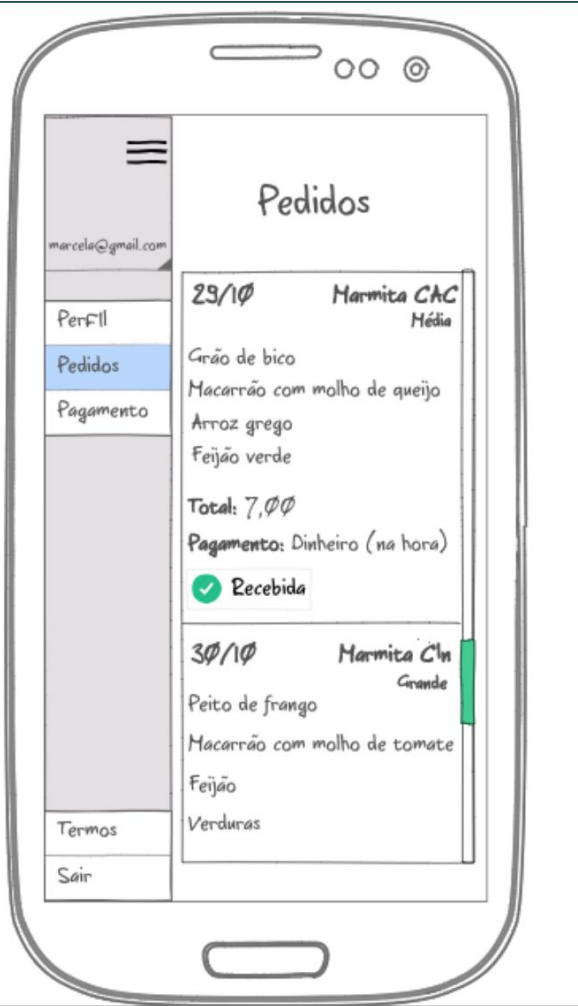 marcela@gmail.com
Perfil
Pedidos
Pagamento
Termos
Sair
Pedidos
29/10 Marmita CAC
Média
Grão de bico
Macarrão com molho de queijo
Arroz grego
Feijão verde
Total: 7,00
Pagamento: Dinheiro (na hora)
Recebida
30/10 Marmita CIn
Grande
Peito de frango
Macarrão com molho de tomate
Feijão
Verduras